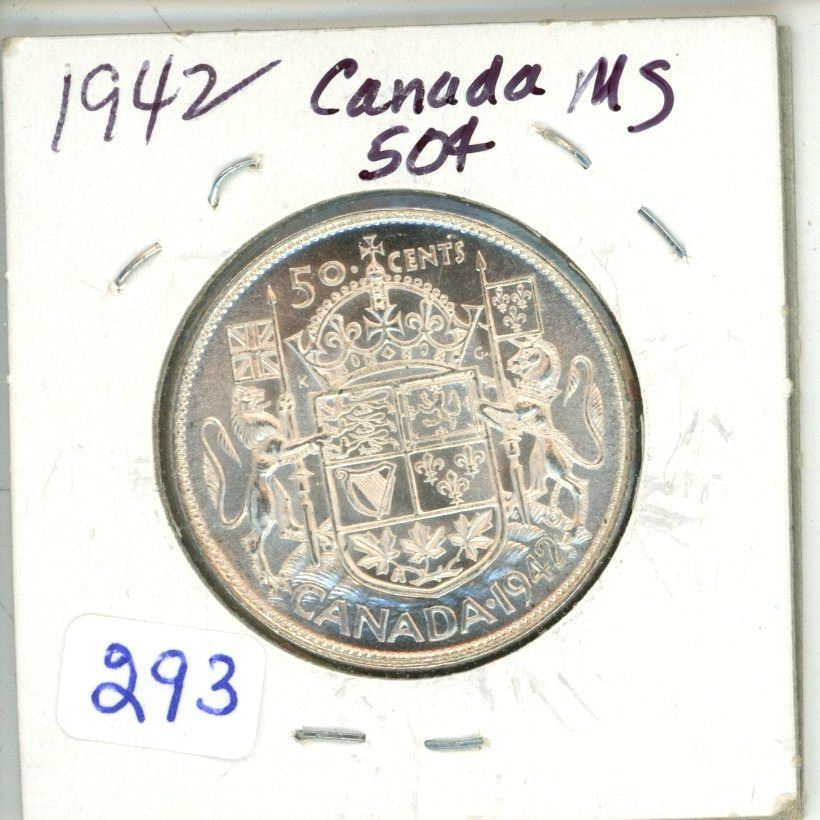 1942 Canada MS
50¢
50 · CENTS
K G
CANADA · 1942
293